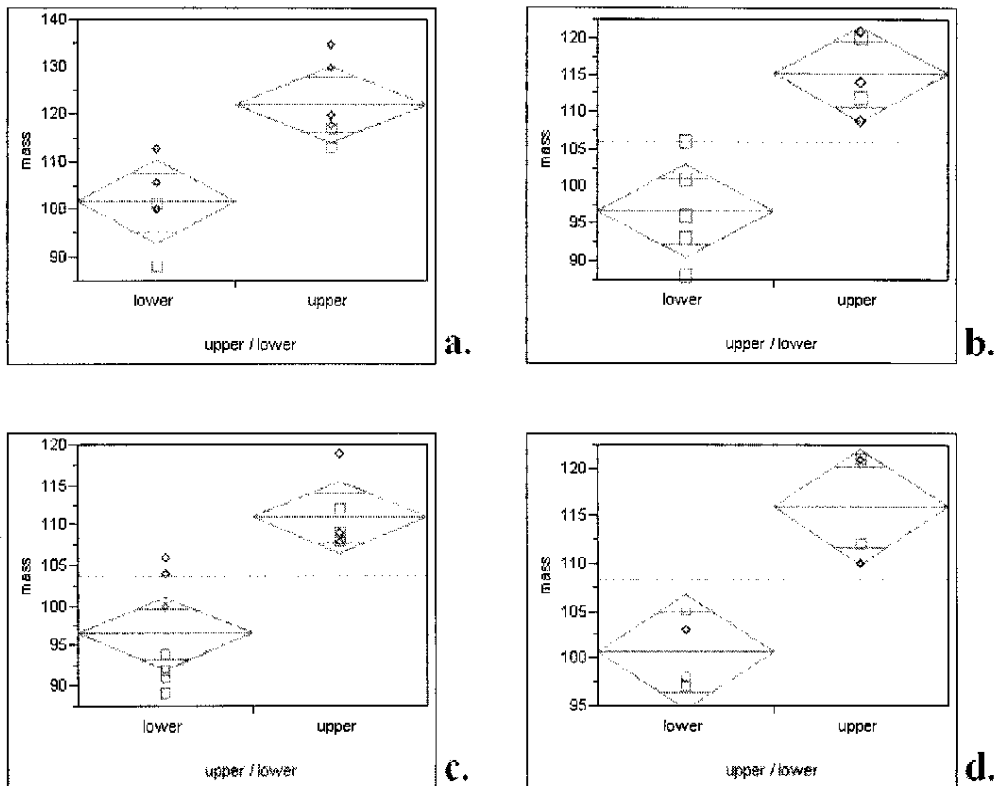 140
130
120
110
100
90
mass
lower upper
upper / lower
a.
120
115
110
105
100
95
90
mass
lower upper
upper / lower
b.
120
115
110
105
100
95
90
mass
lower upper
upper / lower
c.
120
115
110
105
100
95
mass
lower upper
upper / lower
d.